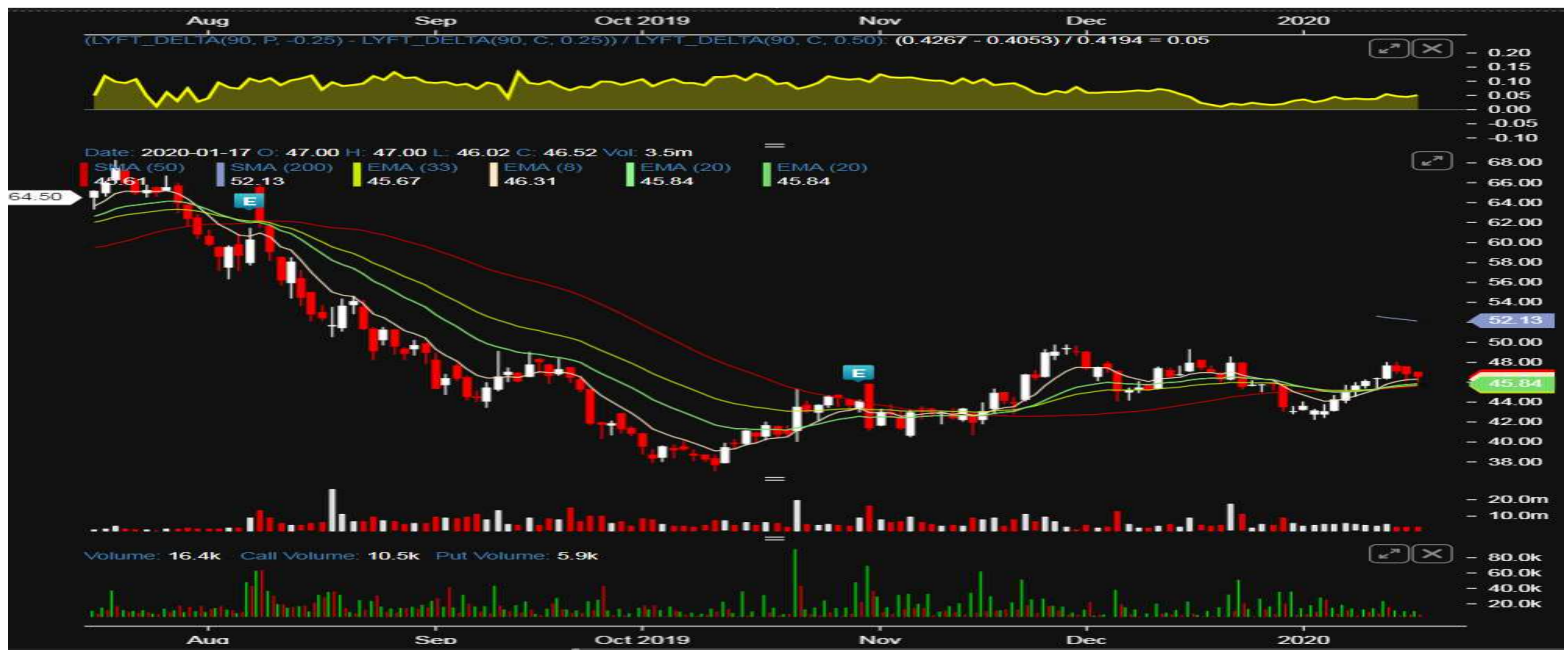 Aug Sep Oct 2019 Nov Dec 2020
(LYFT_DELTA(90, P, -0.25) - LYFT_DELTA(90, C, 0.25)) / LYFT_DELTA(90, C, 0.50): (0.4267 - 0.4053) / 0.4194 = 0.05
0.20
0.15
0.10
0.05
0.00
-0.05
-0.10
Date: 2020-01-17 O: 47.00 H: 47.00 L: 46.02 C: 46.52 Vol: 3.5m
SMA (50) SMA (200) EMA (33) EMA (8) EMA (20) EMA (20)
45.61 52.13 45.67 46.31 45.84 45.84
64.50
E
E
68.00
66.00
64.00
62.00
60.00
58.00
56.00
54.00
52.13
50.00
48.00
45.84
44.00
42.00
40.00
38.00
20.0m
10.0m
Volume: 16.4k Call Volume: 10.5k Put Volume: 5.9k
80.0k
60.0k
40.0k
20.0k
Aug Sep Oct 2019 Nov Dec 2020